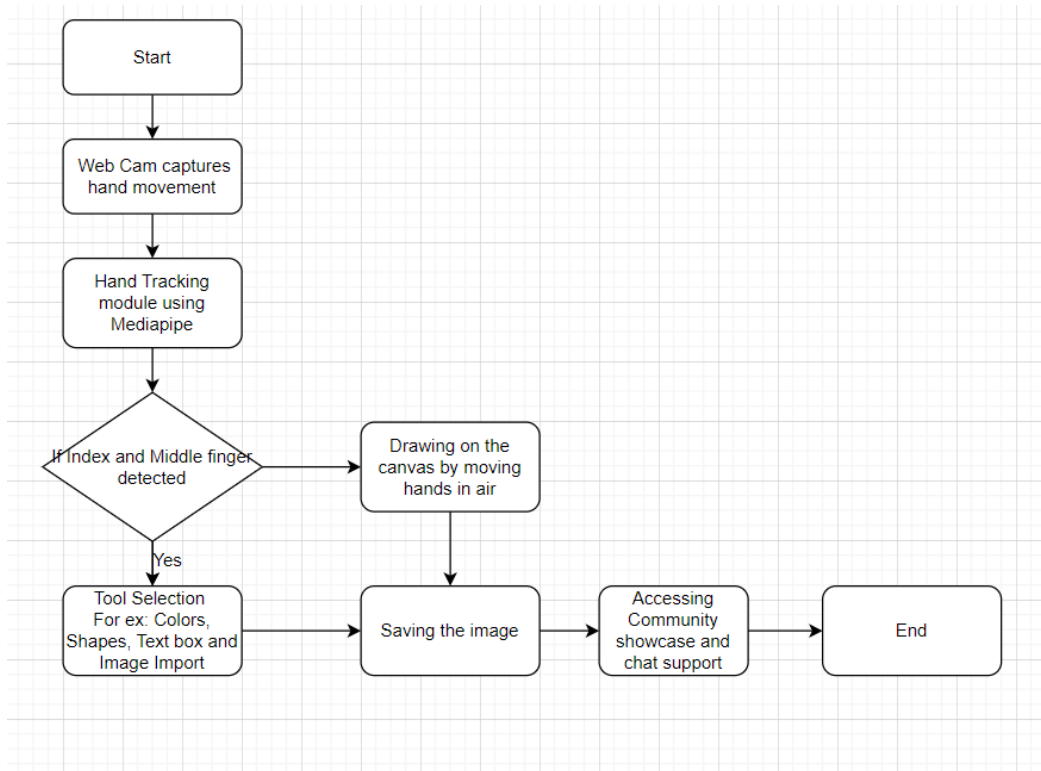 Start
Web Cam captures
hand movement
Hand Tracking
module using
Mediapipe
If Index and Middle finger
detected
Drawing on the
canvas by moving
hands in air
Yes
Tool Selection
For ex: Colors,
Shapes, Text box and
Image Import
Saving the image
Accessing
Community
showcase and
chat support
End